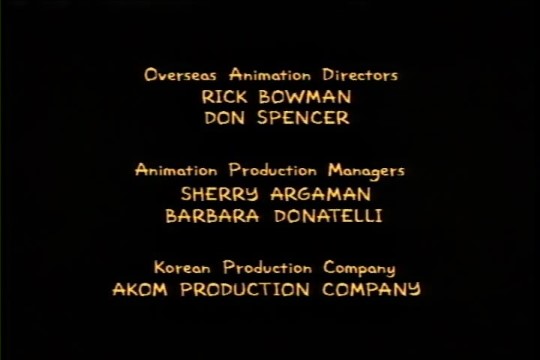 Overseas Animation Directors
RICK BOWMAN
DON SPENCER
Animation Production Managers
SHERRY ARGAMAN
BARBARA DONATELLI
Korean Production Company
AKOM PRODUCTION COMPANY